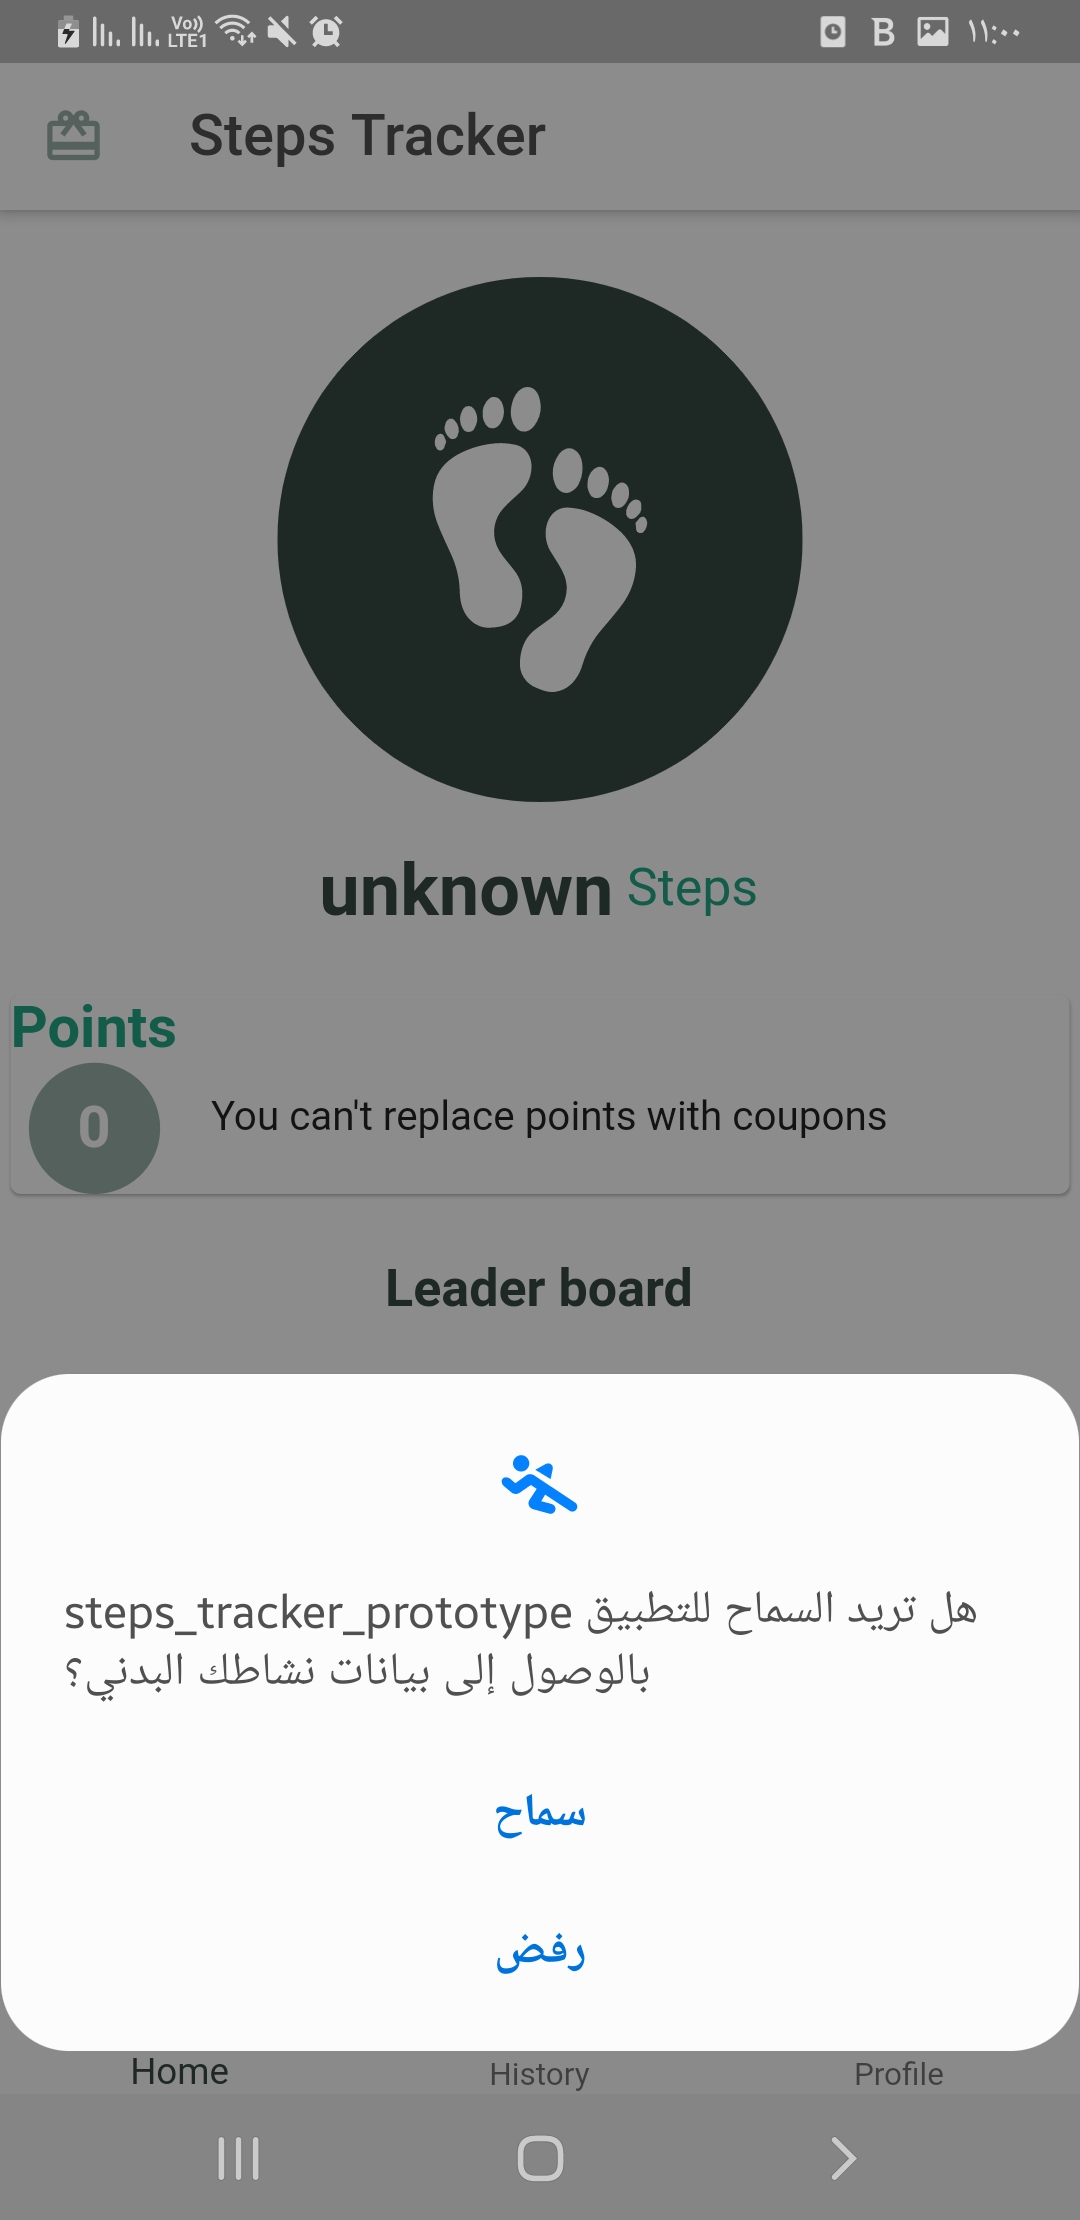 Vo))
LTE1
B
١١:٠٠
Steps Tracker
unknown Steps
Points
0
You can't replace points with coupons
Leader board
هل تريد السماح للتطبيق steps_tracker_prototype
بالوصول إلى بيانات نشاطك البدني؟
سماح
رفض
Home
History
Profile